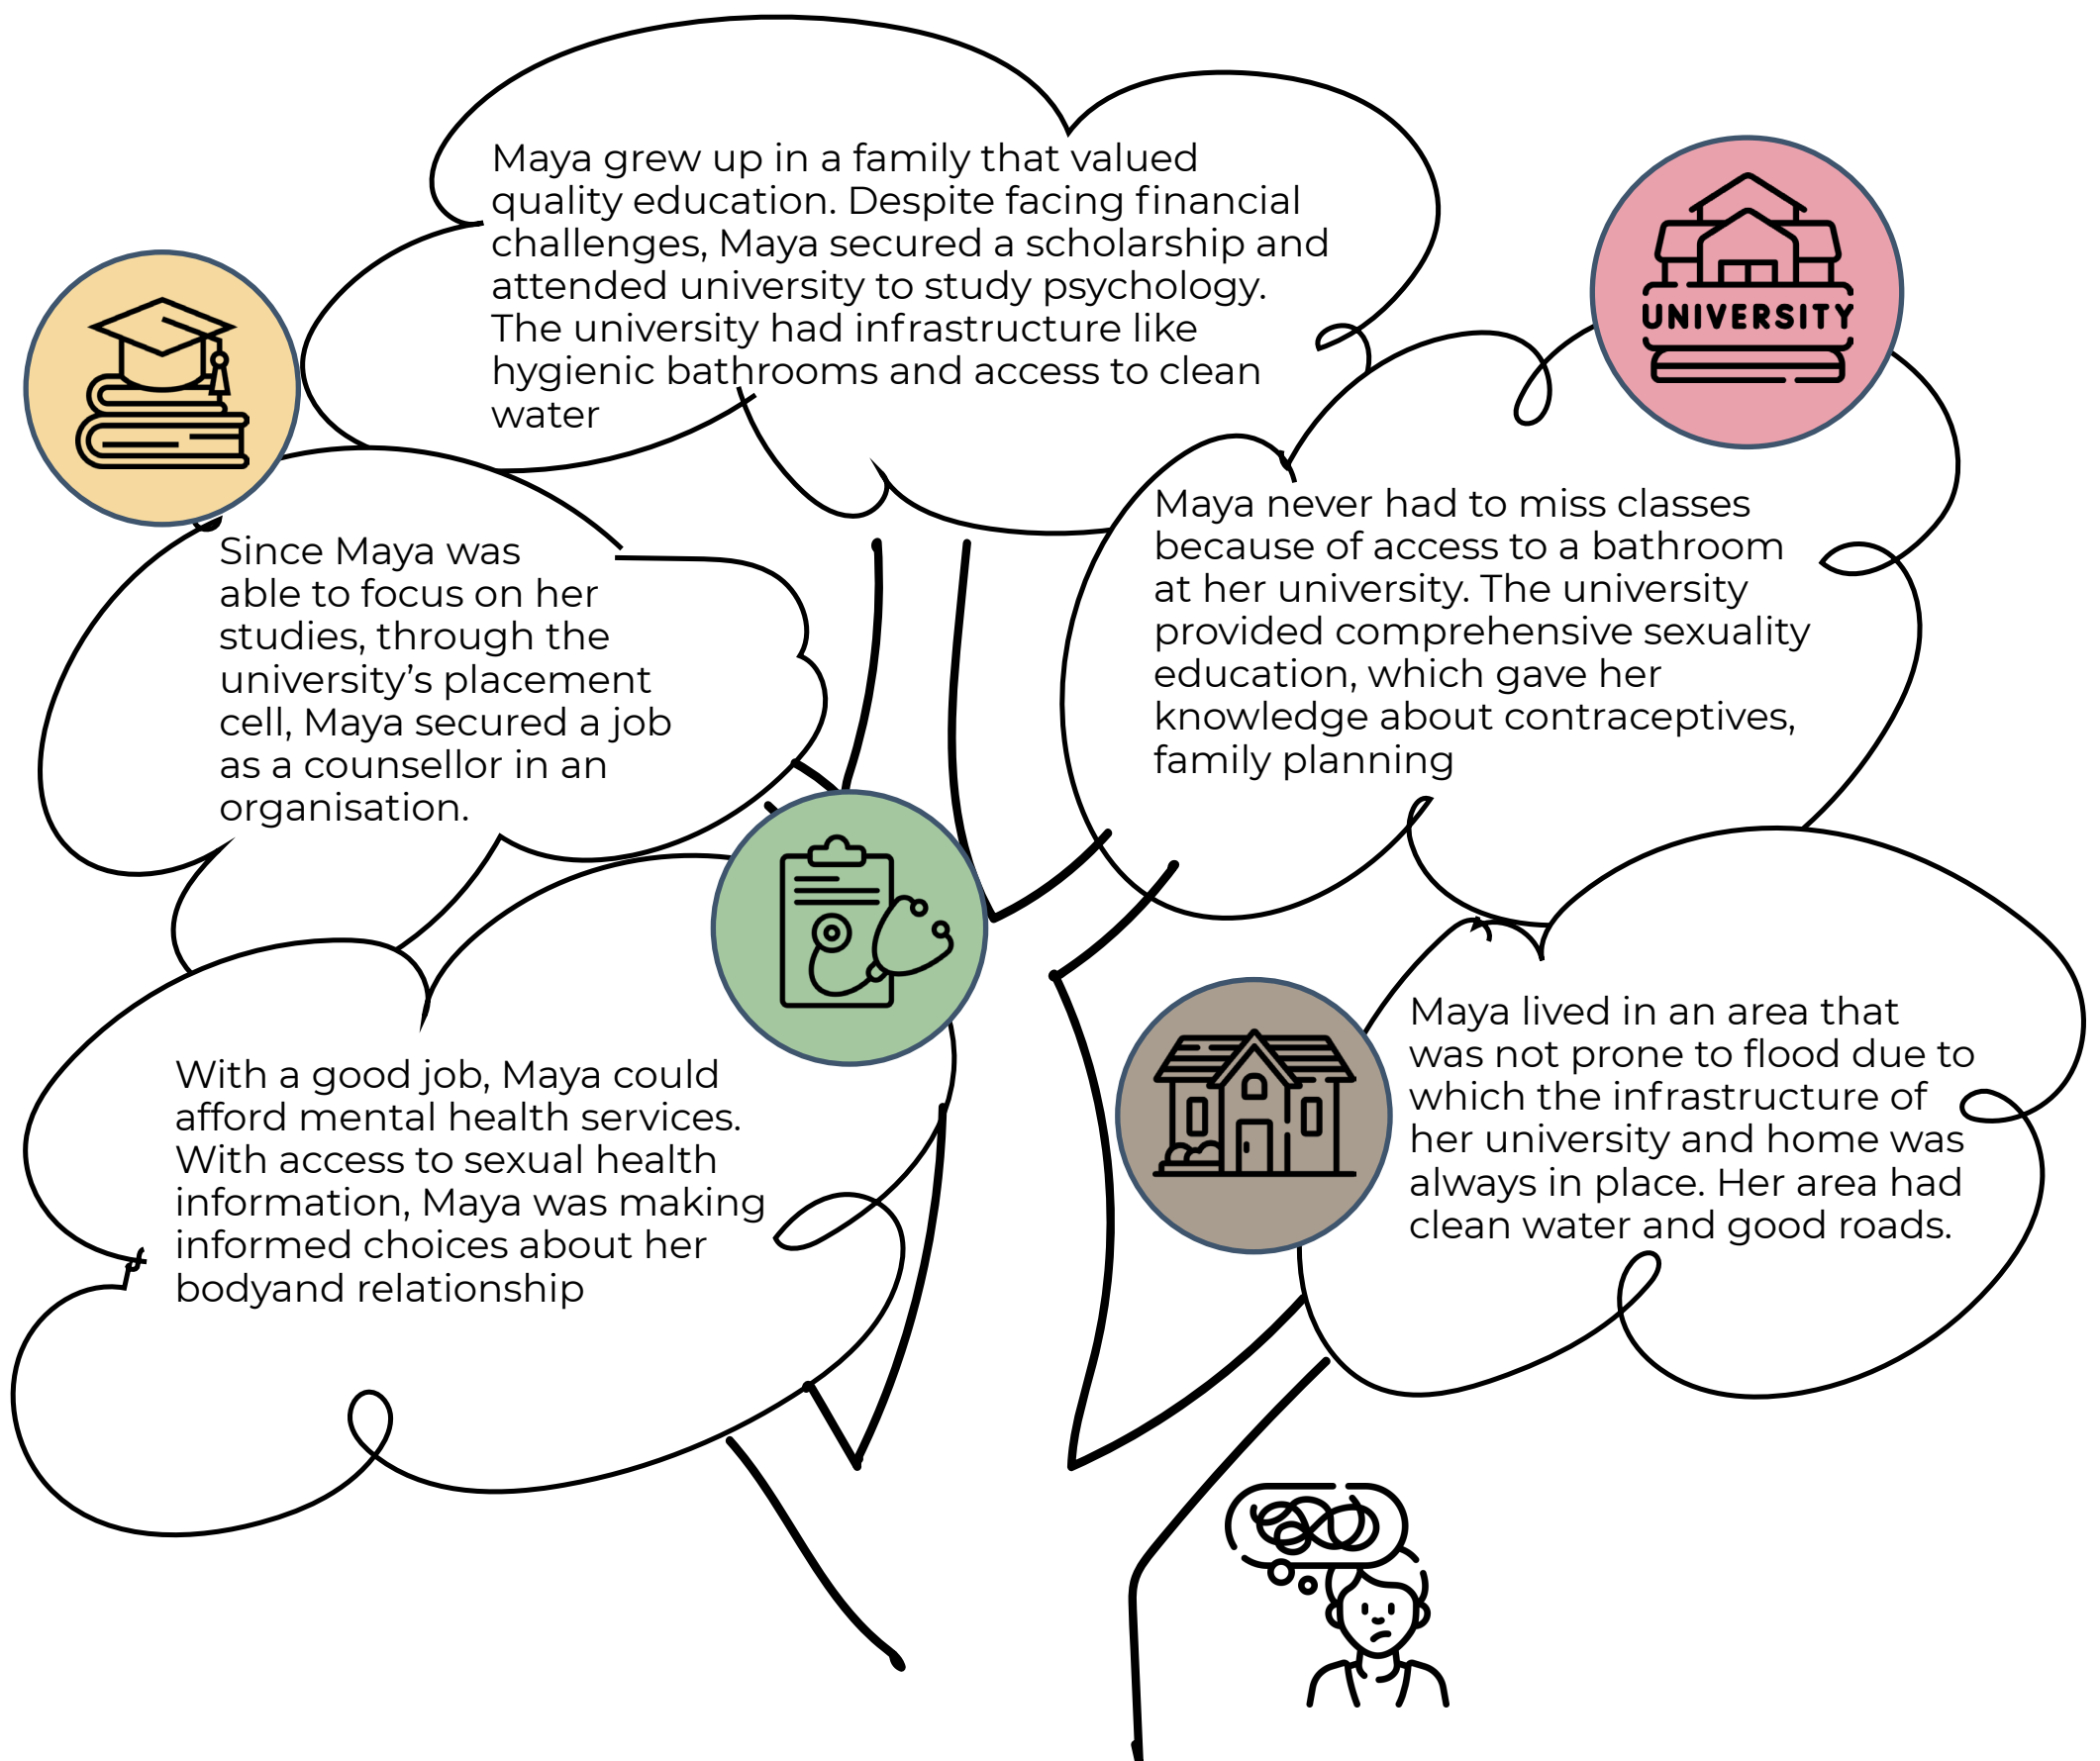 Maya grew up in a family that valued
quality education. Despite facing financial
challenges, Maya secured a scholarship and
attended university to study psychology.
The university had infrastructure like
hygienic bathrooms and access to clean
water
UNIVERSITY
Since Maya was
able to focus on her
studies, through the
university’s placement
cell, Maya secured a job
as a counsellor in an
organisation.
Maya never had to miss classes
because of access to a bathroom
at her university. The university
provided comprehensive sexuality
education, which gave her
knowledge about contraceptives,
family planning
With a good job, Maya could
afford mental health services.
With access to sexual health
information, Maya was making
informed choices about her
bodyand relationship
Maya lived in an area that
was not prone to flood due to
which the infrastructure of
her university and home was
always in place. Her area had
clean water and good roads.